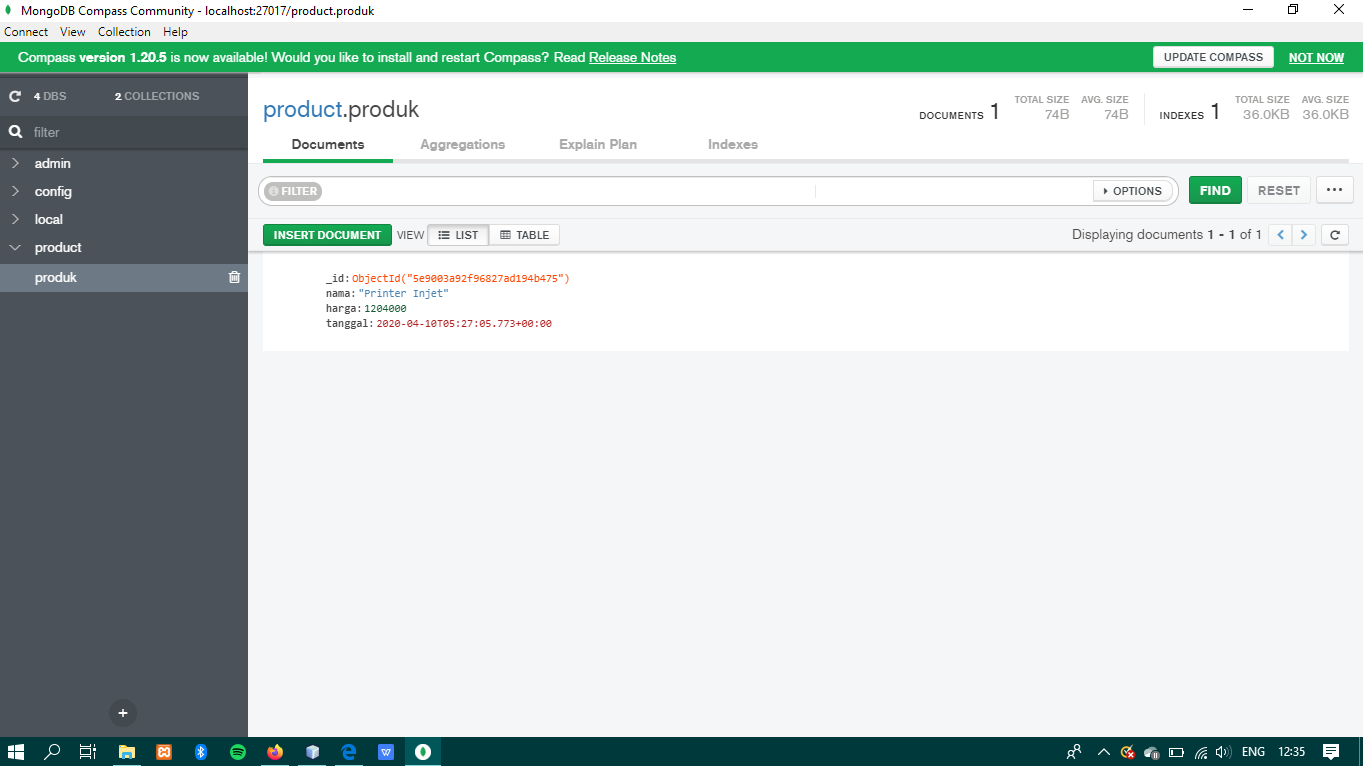 MongoDB Compass Community - localhost:27017/product.produk
Connect View Collection Help
Compass version 1.20.5 is now available! Would you like to install and restart Compass? Read Release Notes
UPDATE COMPASS
NOT NOW
4 DBS
2 COLLECTIONS
filter
admin
config
local
product
produk
product.produk
DOCUMENTS 1
TOTAL SIZE
74B
AVG. SIZE
74B
INDEXES 1
TOTAL SIZE
36.0KB
AVG. SIZE
36.0KB
Documents
Aggregations
Explain Plan
Indexes
FILTER
OPTIONS
FIND
RESET
INSERT DOCUMENT
VIEW
LIST
TABLE
Displaying documents 1 - 1 of 1
_id: ObjectId("5e9003a92f96827ad194b475")
nama: "Printer Injet"
harga: 1204000
tanggal: 2020-04-10T05:27:05.773+00:00
ENG
12:35